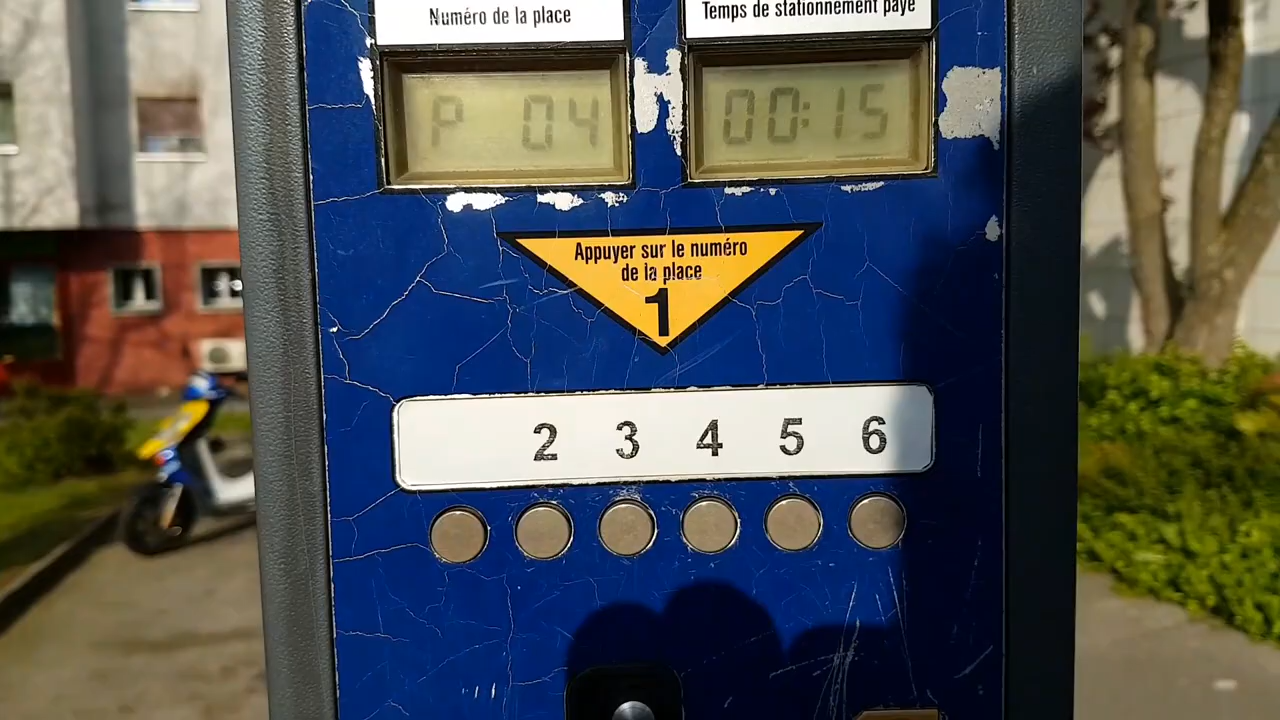 Numéro de la place
Temps de stationnement payé
P 04
00:15
Appuyer sur le numéro
de la place
1
2 3 4 5 6